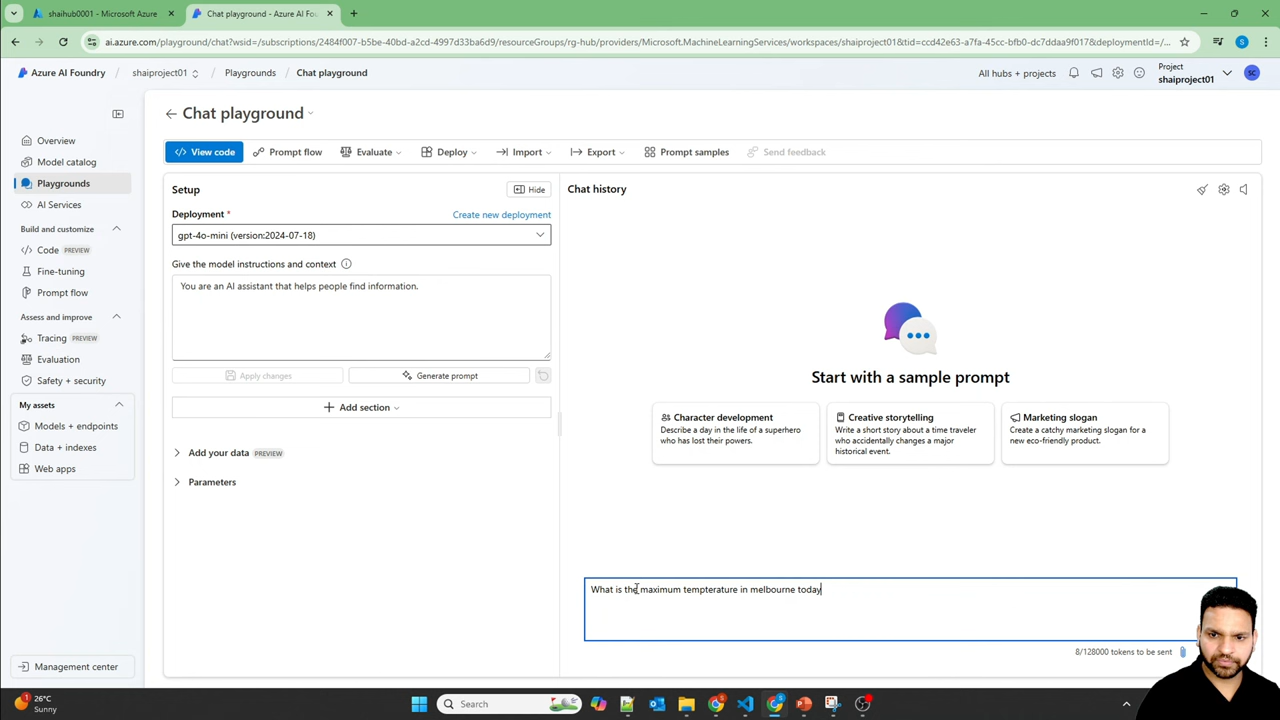 shaihub0001 - Microsoft Azure
Chat playground - Azure AI Fou
ai.azure.com/playground/chat?wsid=/subscriptions/2484f007-b5be-40bd-a2cd-4997d33ba6d9/resourceGroups/rg-hub/providers/Microsoft.MachineLearningServices/workspaces/shaiproject01&tid=ccd42e63-a7fa-45cc-bfb0-dc7ddaa9f017&deploymentId=/...
S
Azure AI Foundry
/
shaiproject01
/
Playgrounds
/
Chat playground
All hubs + projects
Project
shaiproject01
SC
Overview
Model catalog
Playgrounds
AI Services
Build and customize
Code PREVIEW
Fine-tuning
Prompt flow
Assess and improve
Tracing PREVIEW
Evaluation
Safety + security
My assets
Models + endpoints
Data + indexes
Web apps
Management center
Chat playground
View code
Prompt flow
Evaluate
Deploy
Import
Export
Prompt samples
Send feedback
Setup
Hide
Deployment *
Create new deployment
gpt-4o-mini (version:2024-07-18)
Give the model instructions and context
You are an AI assistant that helps people find information.
Apply changes
Generate prompt
Add section
Add your data PREVIEW
Parameters
Chat history
Start with a sample prompt
Character development
Describe a day in the life of a superhero
who has lost their powers.
Creative storytelling
Write a short story about a time traveler
who accidentally changes a major
historical event.
Marketing slogan
Create a catchy marketing slogan for a
new eco-friendly product.
What is the maximum tempterature in melbourne today
8/128000 tokens to be sent
26°C
Sunny
Search